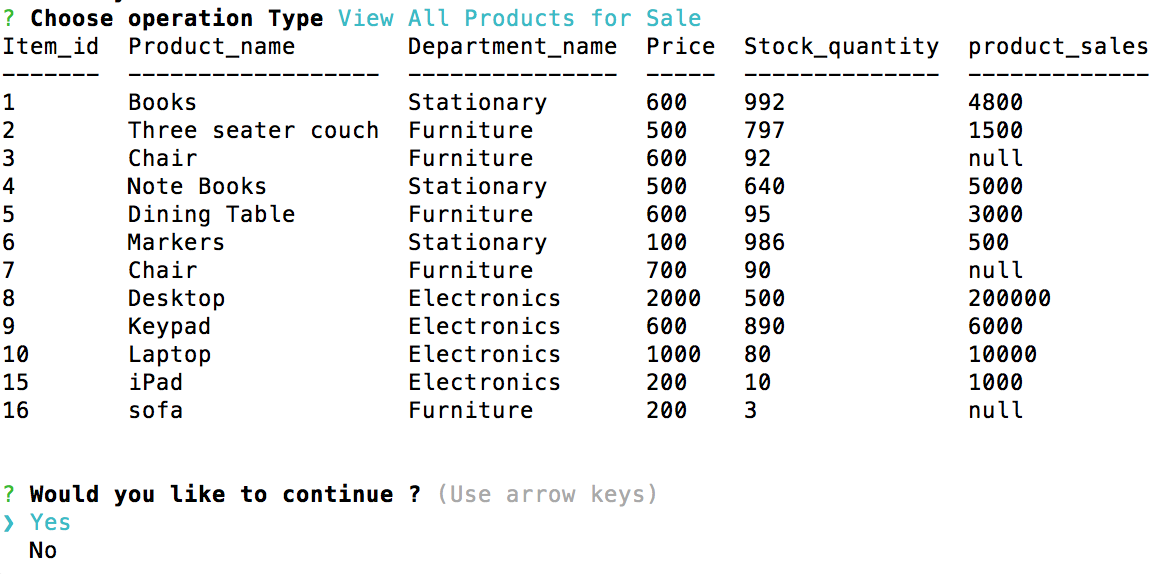 ? Choose operation Type View All Products for Sale
Item_id  Product_name        Department_name  Price  Stock_quantity  product_sales
-------  ------------------  ---------------  -----  --------------  -------------
1        Books               Stationary       600    992             4800
2        Three seater couch  Furniture        500    797             1500
3        Chair               Furniture        600    92              null
4        Note Books          Stationary       500    640             5000
5        Dining Table        Furniture        600    95              3000
6        Markers             Stationary       100    986             500
7        Chair               Furniture        700    90              null
8        Desktop             Electronics      2000   500             200000
9        Keypad              Electronics      600    890             6000
10       Laptop              Electronics      1000   80              10000
15       iPad                Electronics      200    10              1000
16       sofa                Furniture        200    3               null
? Would you like to continue ? (Use arrow keys)
❯ Yes
  No